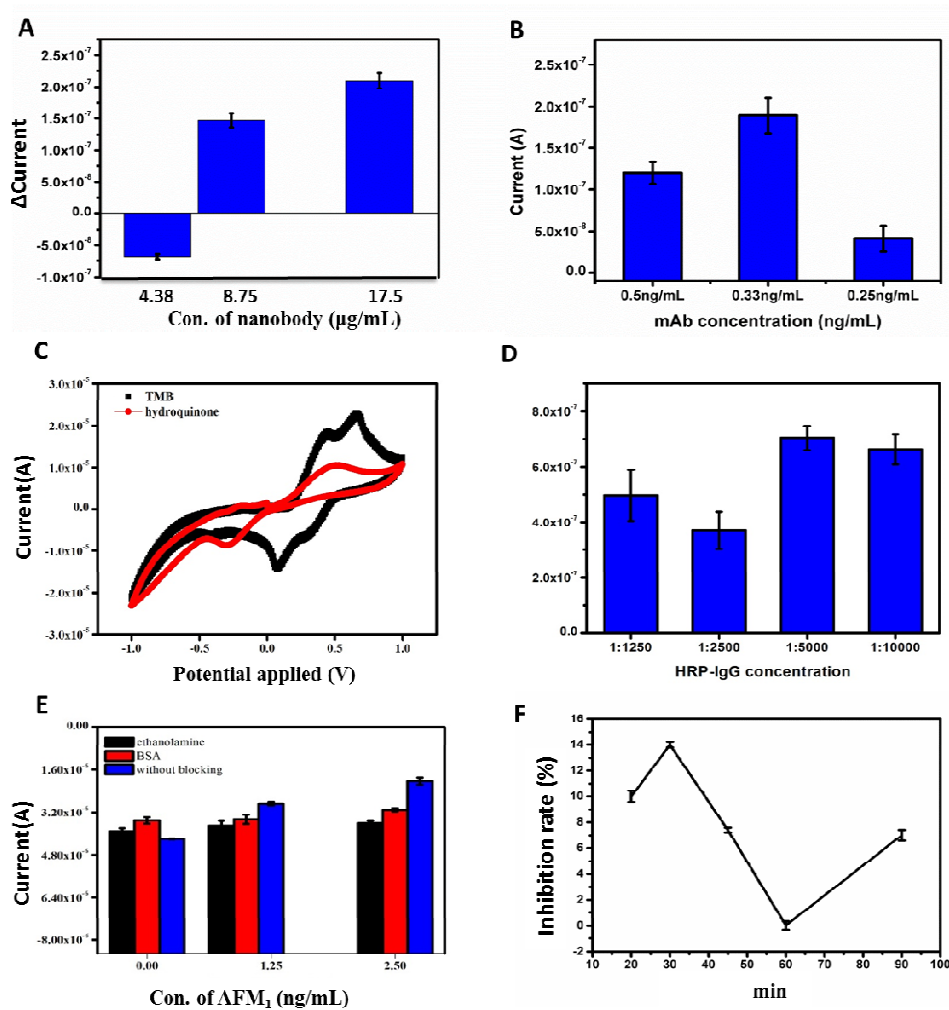 A
2.5x10⁻⁷
2.0x10⁻⁷
1.5x10⁻⁷
1.0x10⁻⁷
5.0x10⁻⁸
0.0
-5.0x10⁻⁸
-1.0x10⁻⁷
ΔCurrent
4.38 8.75 17.5
Con. of nanobody (μg/mL)
B
2.5x10⁻⁷
2.0x10⁻⁷
1.5x10⁻⁷
1.0x10⁻⁷
5.0x10⁻⁸
0.0
Current (A)
0.5ng/mL 0.33ng/mL 0.25ng/mL
mAb concentration (ng/mL)
C
3.0x10⁻⁵
2.0x10⁻⁵
1.0x10⁻⁵
0.0
-1.0x10⁻⁵
-2.0x10⁻⁵
-3.0x10⁻⁵
Current(A)
TMB
hydroquinone
-1.0 -0.5 0.0 0.5 1.0
Potential applied (V)
D
8.0x10⁻⁷
6.0x10⁻⁷
4.0x10⁻⁷
2.0x10⁻⁷
0.0
1:1250 1:2500 1:5000 1:10000
HRP-IgG concentration
E
0.00
1.60x10⁻⁶
3.20x10⁻⁶
4.80x10⁻⁶
6.40x10⁻⁶
-8.00x10⁻⁶
Current(A)
ethanolamine
BSA
without blocking
0.00 1.25 2.50
Con. of AFM₁ (ng/mL)
F
16
14
12
10
8
6
4
2
0
-2
Inhibition rate (%)
10 20 30 40 50 60 70 80 90 100
min